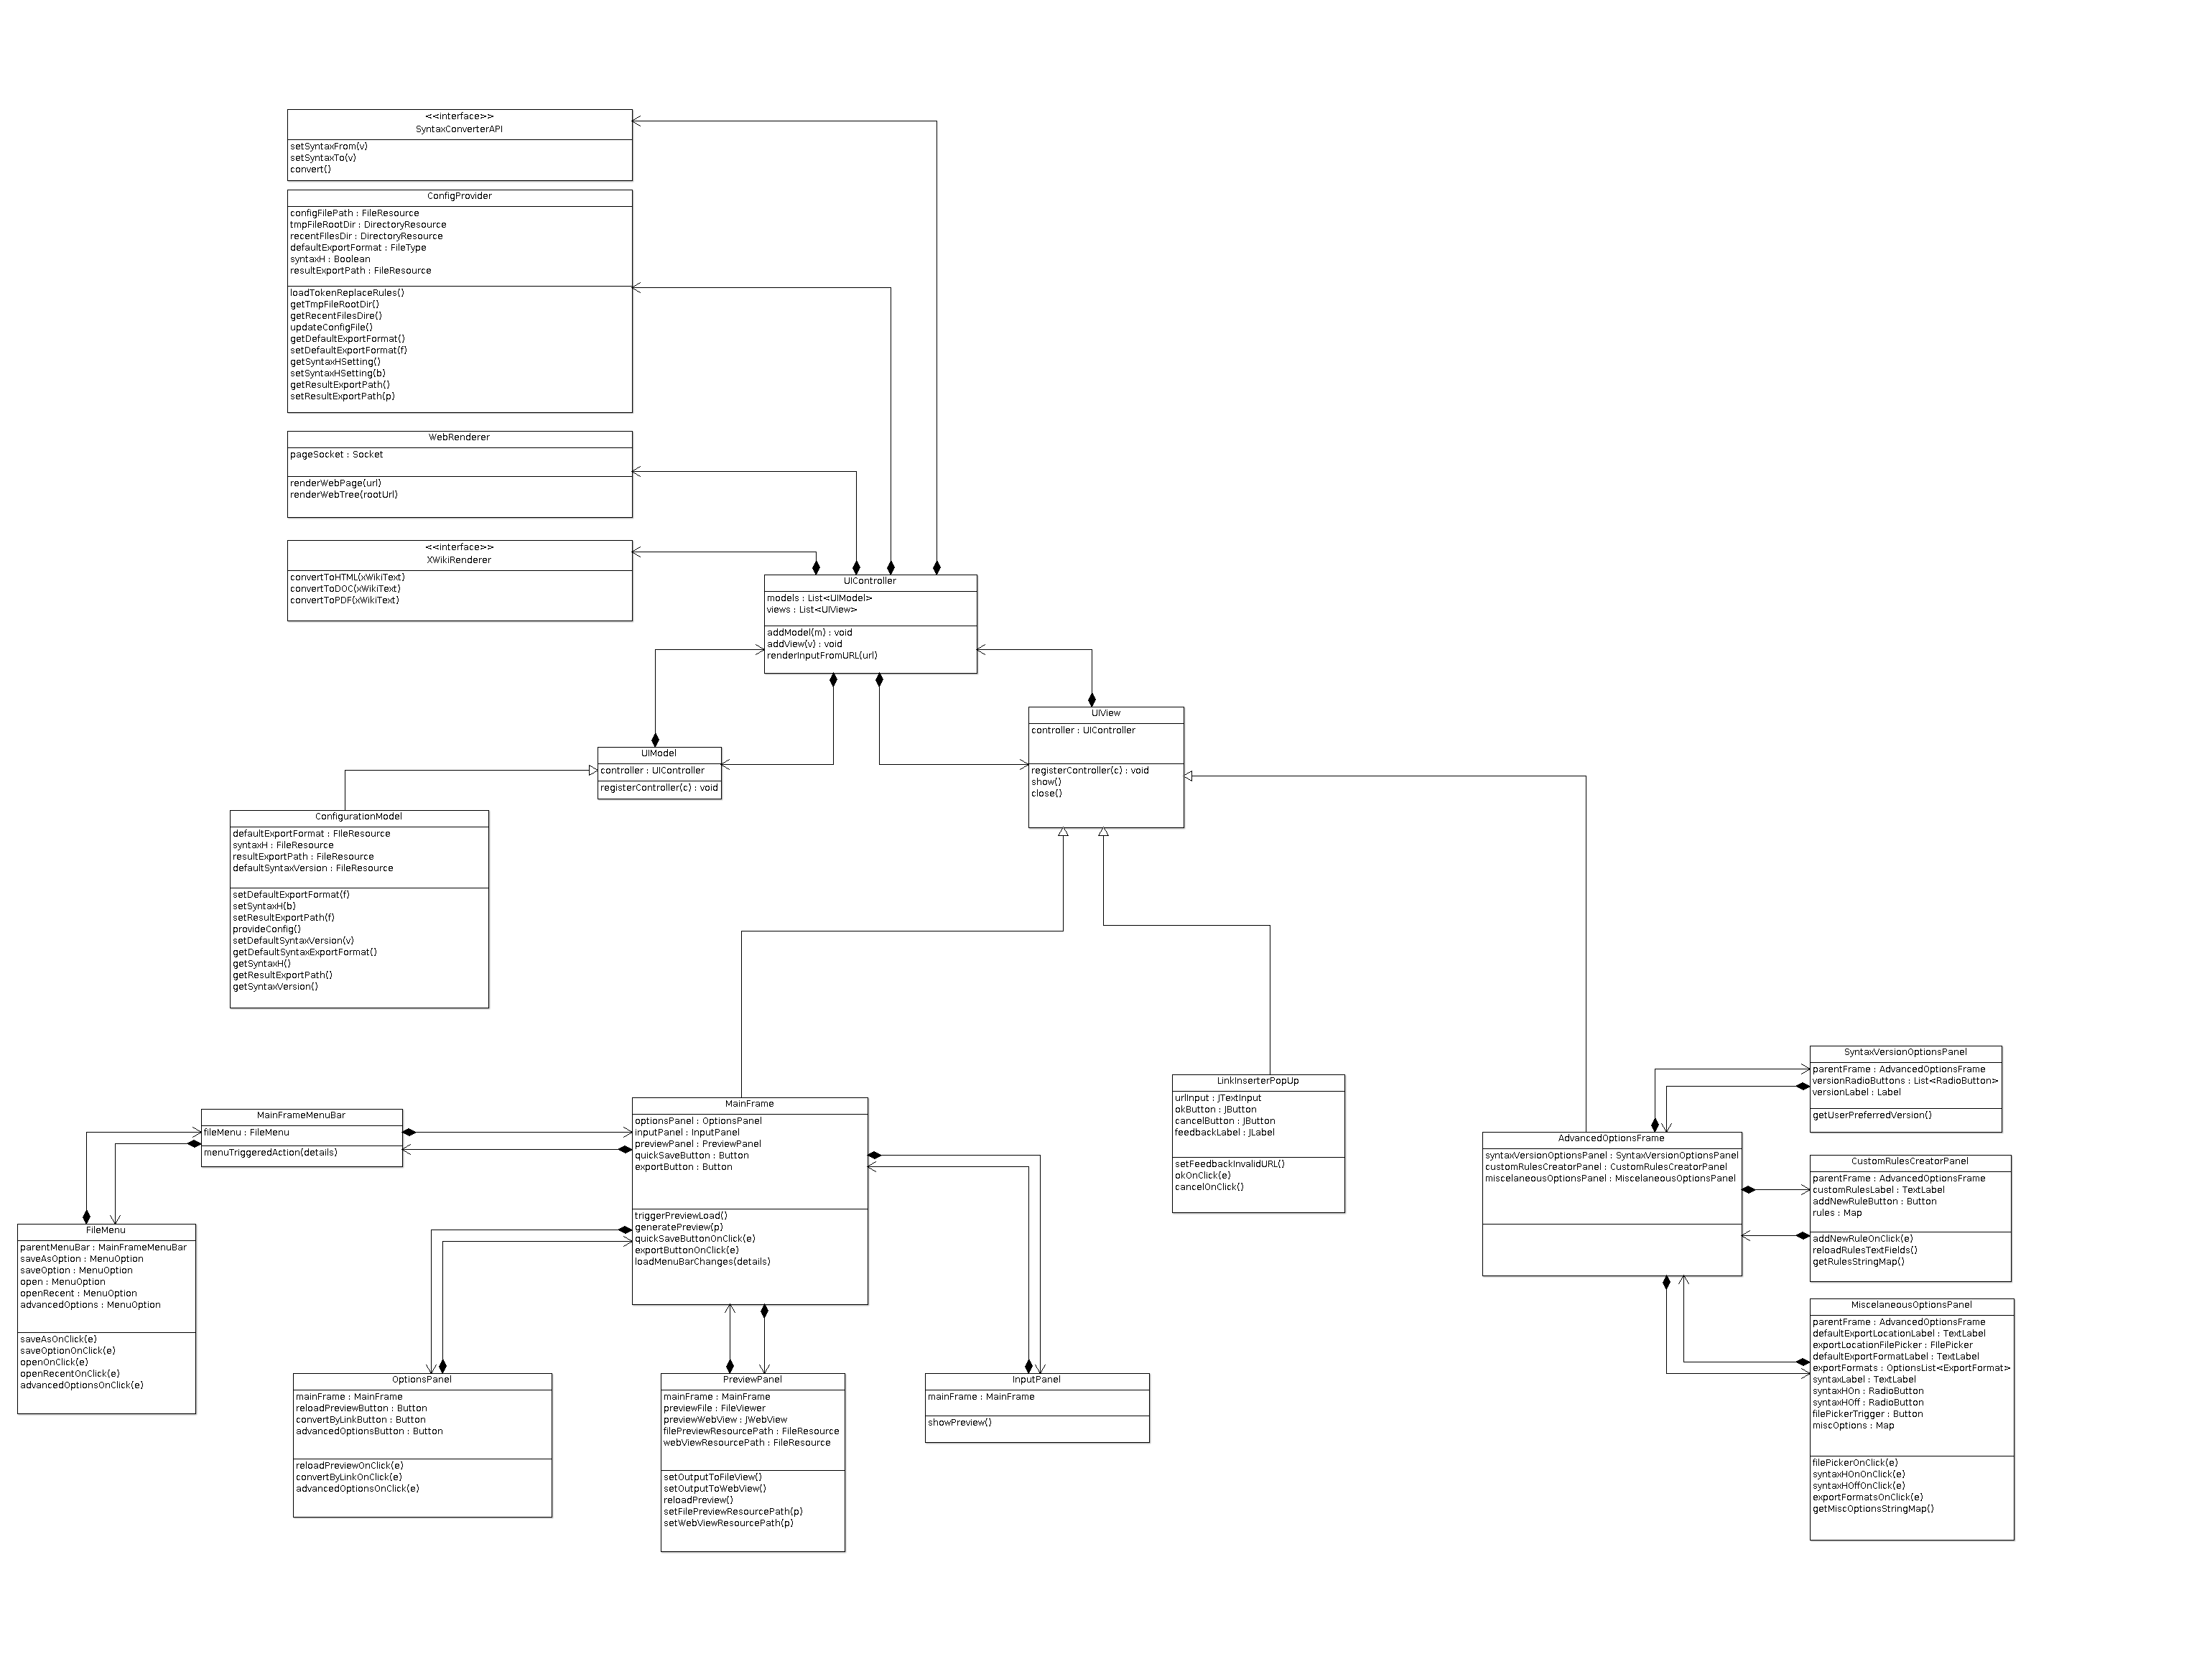 <<interface>>
SyntaxConverterAPI
setSyntaxFrom(v)
setSyntaxTo(v)
convert()
ConfigProvider
configFilePath : FileResource
tmpFileRootDir : DirectoryResource
recentFIlesDir : DirectoryResource
defaultExportFormat : FileType
syntaxH : Boolean
resultExportPath : FileResource
loadTokenReplaceRules()
getTmpFileRootDir()
getRecentFilesDire()
updateConfigFile()
getDefaultExportFormat()
setDefaultExportFormat(f)
getSyntaxHSetting()
setSyntaxHSetting(b)
getResultExportPath()
setResultExportPath(p)
WebRenderer
pageSocket : Socket
renderWebPage(url)
renderWebTree(rootUrl)
<<interface>>
XWikiRenderer
convertToHTML(xWikiText)
convertToDOC(xWikiText)
convertToPDF(xWikiText)
UIController
models : List<UIModel>
views : List<UIView>
addModel(m) : void
addView(v) : void
renderInputFromURL(url)
UIView
controller : UIController
registerController(c) : void
show()
close()
UIModel
controller : UIController
registerController(c) : void
ConfigurationModel
defaultExportFormat : FIleResource
syntaxH : FileResource
resultExportPath : FileResource
defaultSyntaxVersion : FileResource
setDefaultExportFormat(f)
setSyntaxH(b)
setResultExportPath(f)
provideConfig()
setDefaultSyntaxVersion(v)
getDefaultSyntaxExportFormat()
getSyntaxH()
getResultExportPath()
getSyntaxVersion()
MainFrameMenuBar
fileMenu : FileMenu
menuTriggeredAction(details)
FileMenu
parentMenuBar : MainFrameMenuBar
saveAsOption : MenuOption
saveOption : MenuOption
open : MenuOption
openRecent : MenuOption
advancedOptions : MenuOption
saveAsOnClick(e)
saveOptionOnClick(e)
openOnClick(e)
openRecentOnClick(e)
advancedOptionsOnClick(e)
MainFrame
optionsPanel : OptionsPanel
inputPanel : InputPanel
previewPanel : PreviewPanel
quickSaveButton : Button
exportButton : Button
triggerPreviewLoad()
generatePreview(p)
quickSaveButtonOnClick(e)
exportButtonOnClick(e)
loadMenuBarChanges(details)
OptionsPanel
mainFrame : MainFrame
reloadPreviewButton : Button
convertByLinkButton : Button
advancedOptionsButton : Button
reloadPreviewOnClick(e)
convertByLinkOnClick(e)
advancedOptionsOnClick(e)
PreviewPanel
mainFrame : MainFrame
previewFile : FileViewer
previewWebView : JWebView
filePreviewResourcePath : FileResource
webViewResourcePath : FileResource
setOutputToFileView()
setOutputToWebView()
reloadPreview()
setFilePreviewResourcePath(p)
setWebViewResourcePath(p)
InputPanel
mainFrame : MainFrame
showPreview()
LinkInserterPopUp
urlInput : JTextInput
okButton : JButton
cancelButton : JButton
feedbackLabel : JLabel
setFeedbackInvalidURL()
okOnClick(e)
cancelOnClick()
AdvancedOptionsFrame
syntaxVersionOptionsPanel : SyntaxVersionOptionsPanel
customRulesCreatorPanel : CustomRulesCreatorPanel
miscelaneousOptionsPanel : MiscelaneousOptionsPanel
SyntaxVersionOptionsPanel
parentFrame : AdvancedOptionsFrame
versionRadioButtons : List<RadioButton>
versionLabel : Label
getUserPreferredVersion()
CustomRulesCreatorPanel
parentFrame : AdvancedOptionsFrame
customRulesLabel : TextLabel
addNewRuleButton : Button
rules : Map
addNewRuleOnClick(e)
reloadRulesTextFields()
getRulesStringMap()
MiscelaneousOptionsPanel
parentFrame : AdvancedOptionsFrame
defaultExportLocationLabel : TextLabel
exportLocationFilePicker : FIlePicker
defaultExportFormatLabel : TextLabel
exportFormats : OptionsList<ExportFormat>
syntaxLabel : TextLabel
syntaxHOn : RadioButton
syntaxHOff : RadioButton
filePickerTrigger : Button
miscOptions : Map
filePickerOnClick(e)
syntaxHOnOnClick(e)
syntaxHOffOnClick(e)
exportFormatsOnClick(e)
getMiscOptionsStringMap()